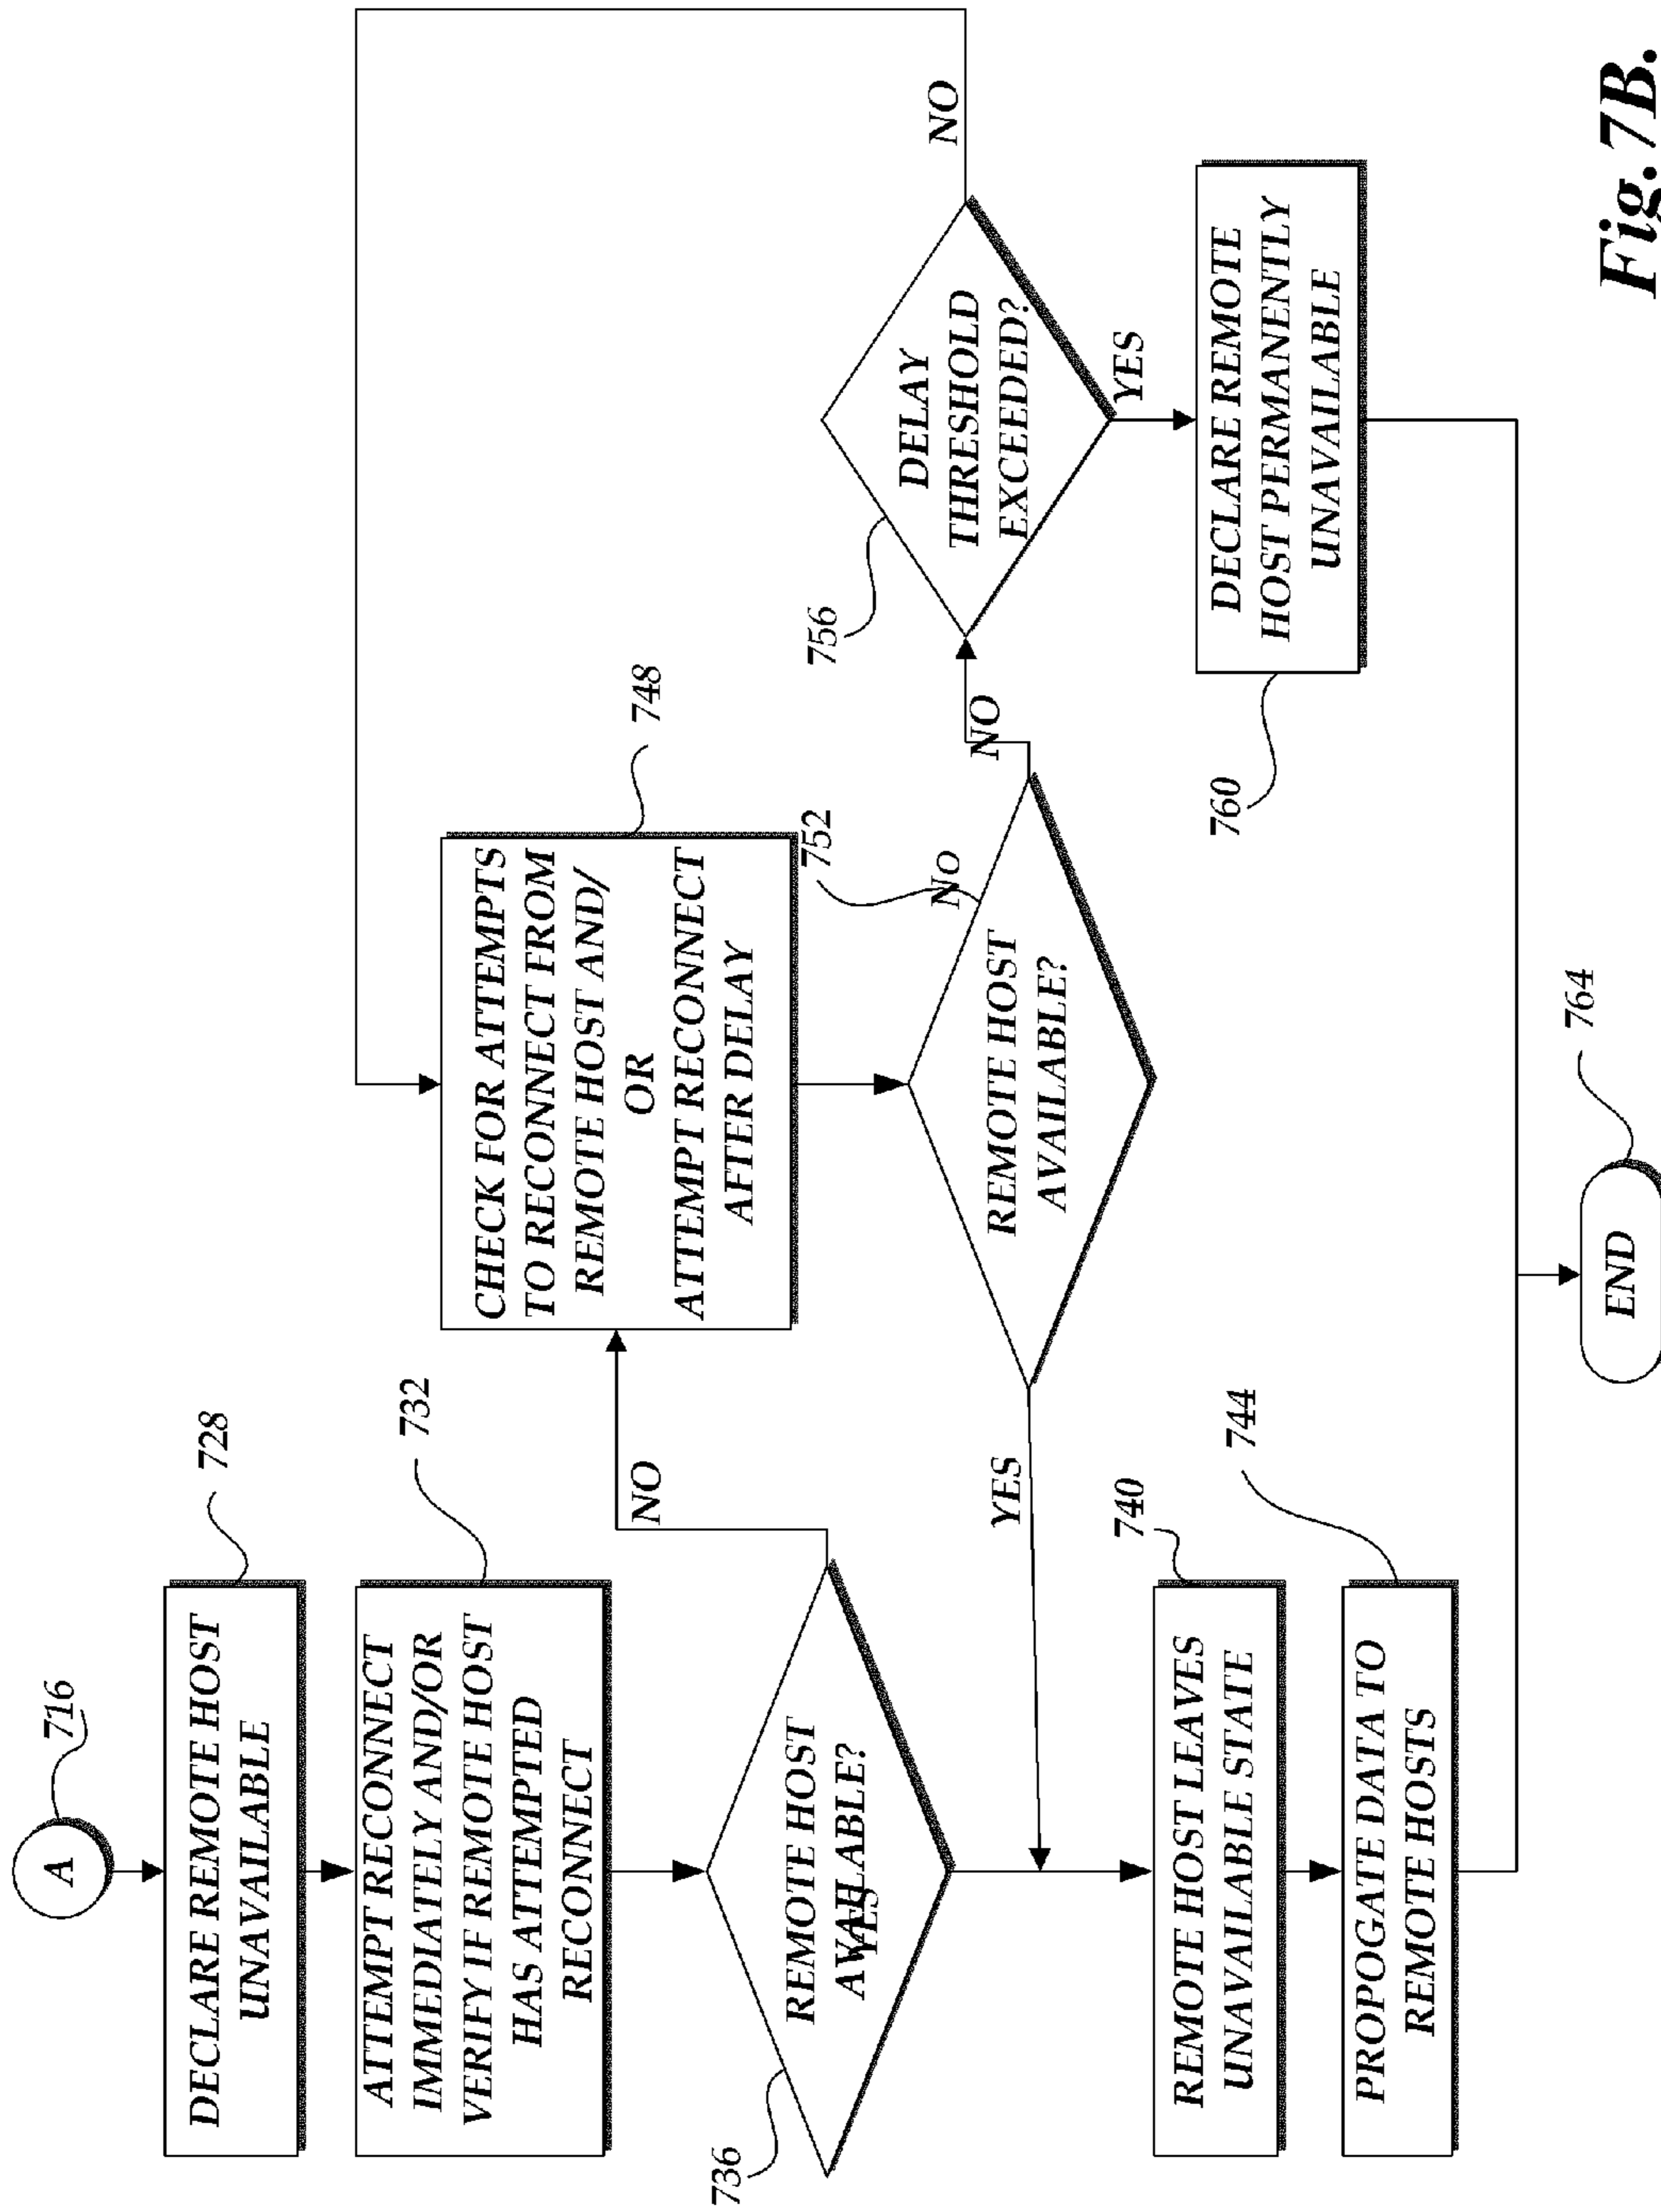 A
716
DECLARE REMOTE HOST
UNAVAILABLE
728
ATTEMPT RECONNECT
IMMEDIATELY AND/OR
VERIFY IF REMOTE HOST
HAS ATTEMPTED
RECONNECT
732
REMOTE HOST
AVAILABLE?
YES
736
NO
CHECK FOR ATTEMPTS
TO RECONNECT FROM
REMOTE HOST AND/
OR
ATTEMPT RECONNECT
AFTER DELAY
748
REMOTE HOST
AVAILABLE?
752
NO
NO
YES
DELAY
THRESHOLD
EXCEEDED?
756
NO
YES
DECLARE REMOTE
HOST PERMANENTLY
UNAVAILABLE
760
REMOTE HOST LEAVES
UNAVAILABLE STATE
740
PROPOGATE DATA TO
REMOTE HOSTS
744
END
764
Fig.7B.